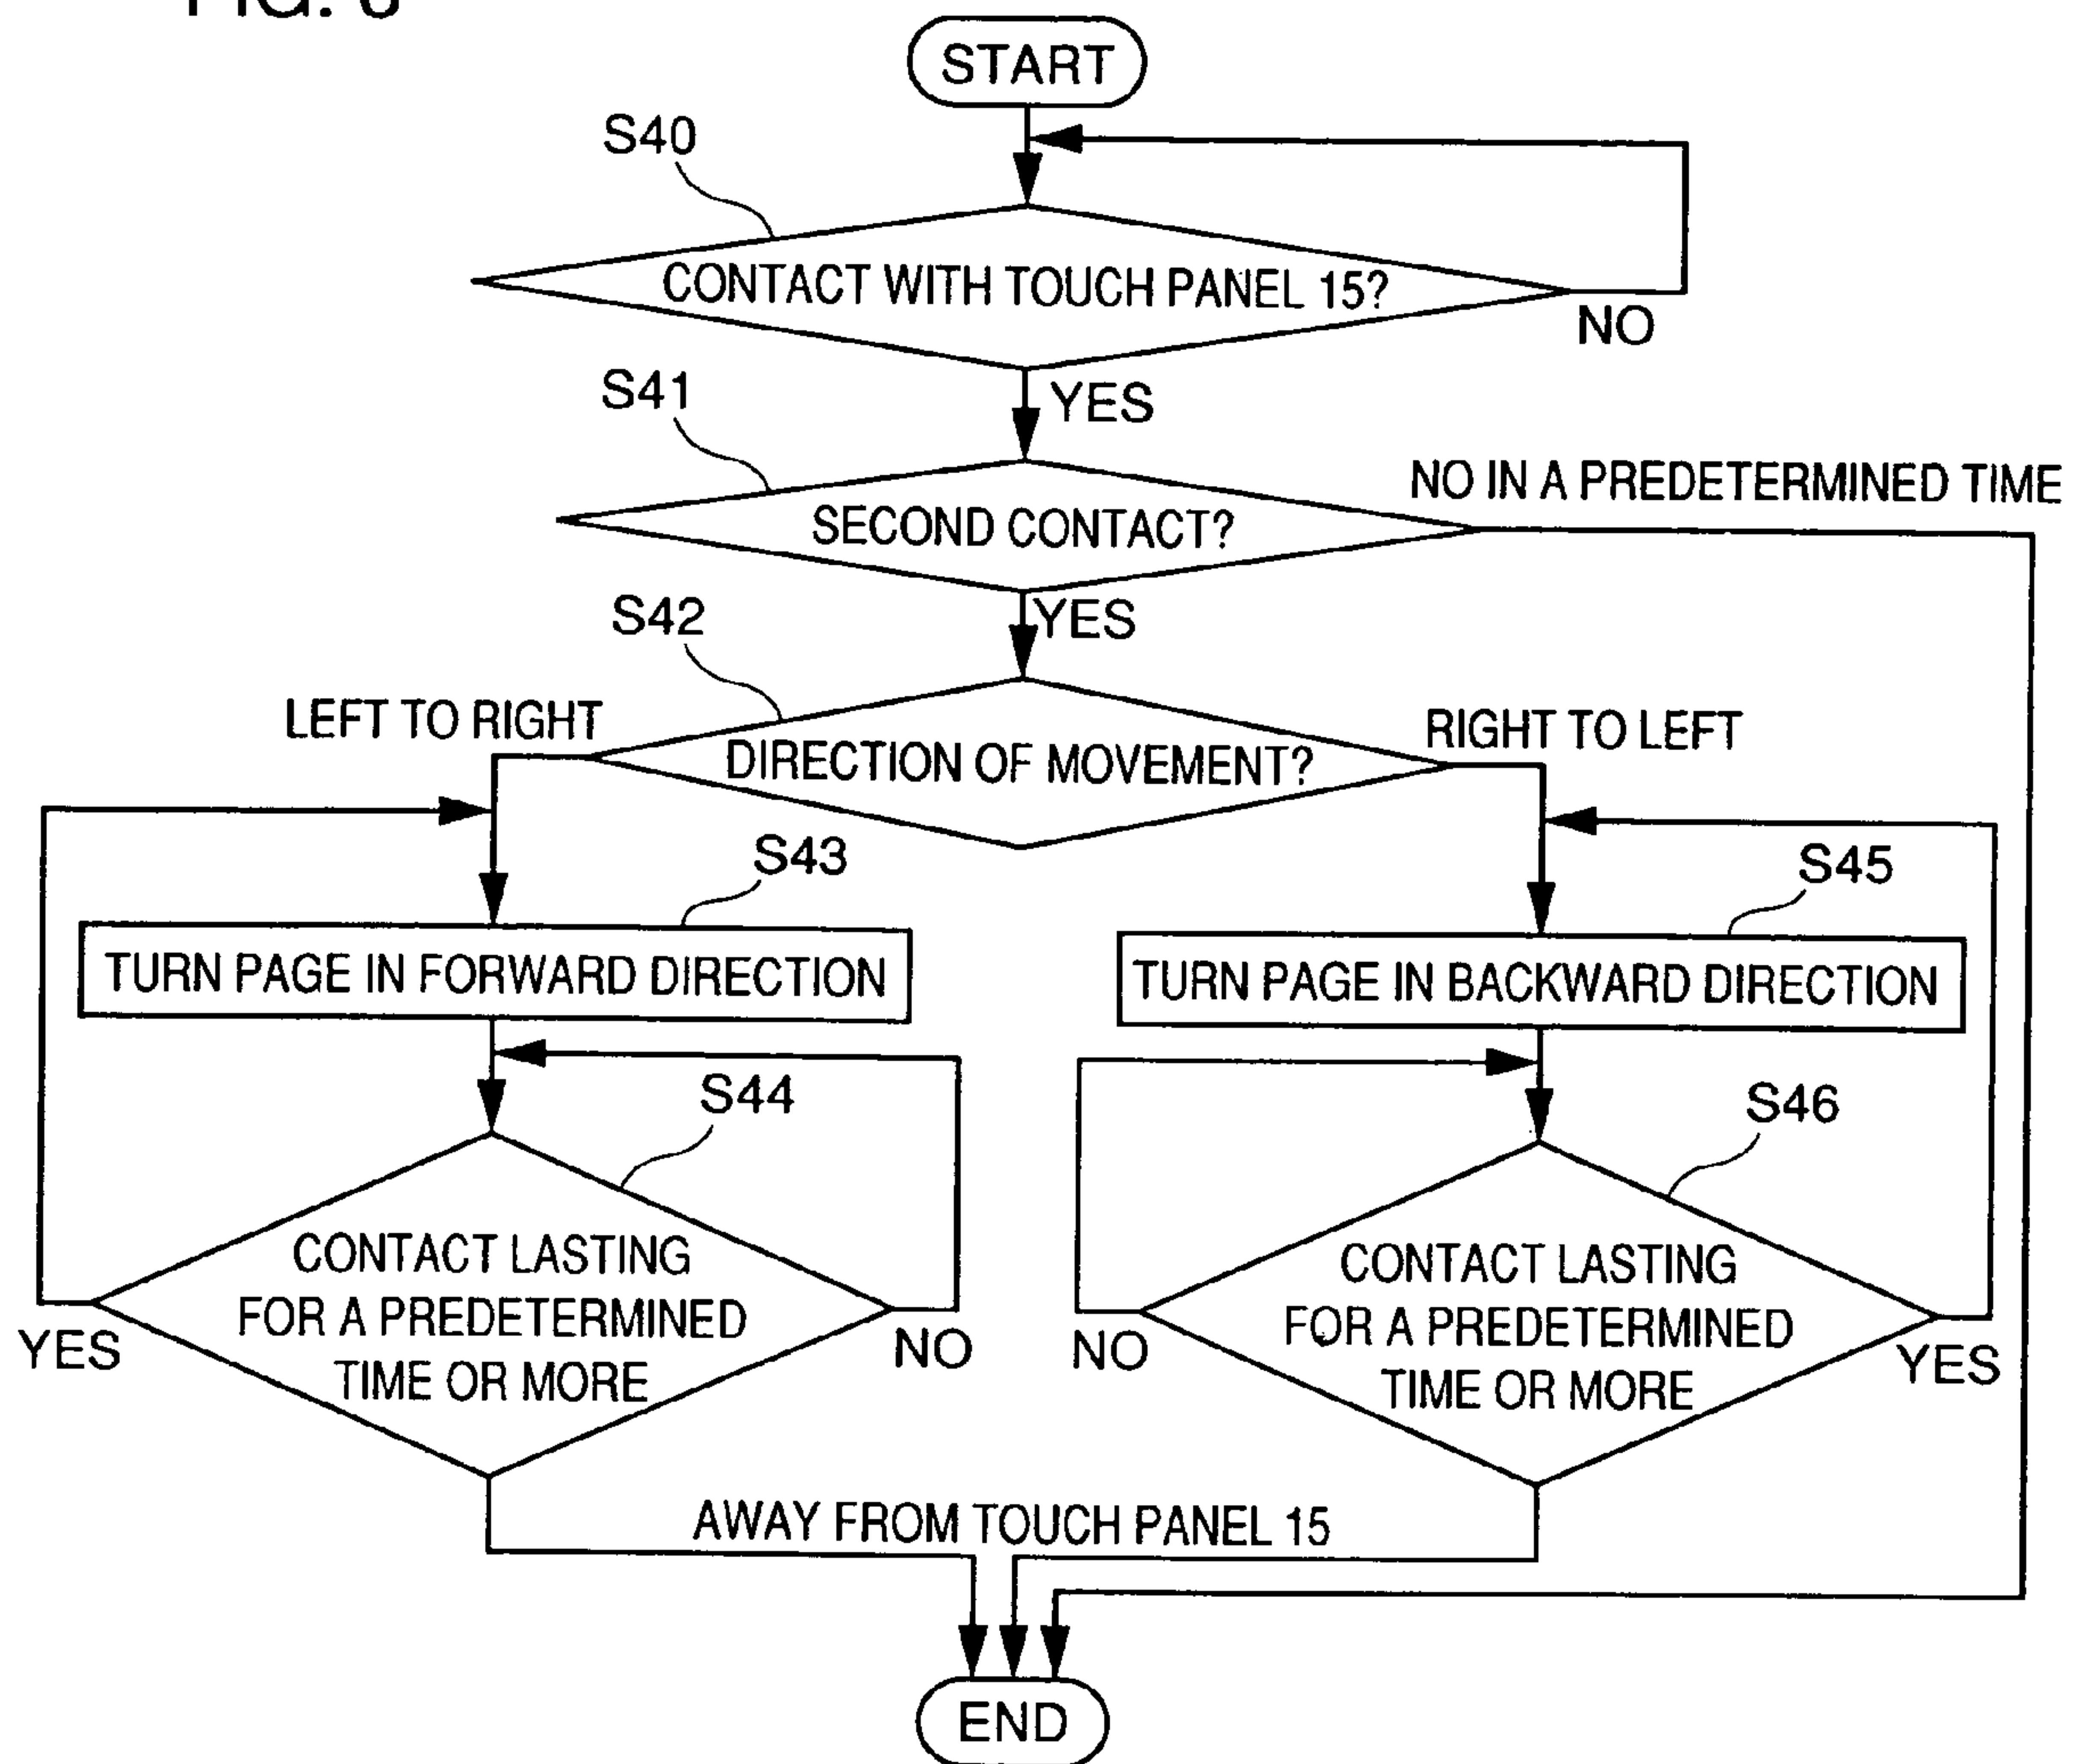 START
S40
CONTACT WITH TOUCH PANEL 15?
NO
YES
S41
NO IN A PREDETERMINED TIME
SECOND CONTACT?
YES
S42
LEFT TO RIGHT
RIGHT TO LEFT
DIRECTION OF MOVEMENT?
S43
S45
TURN PAGE IN FORWARD DIRECTION
TURN PAGE IN BACKWARD DIRECTION
S44
S46
CONTACT LASTING
FOR A PREDETERMINED
TIME OR MORE
YES
NO
CONTACT LASTING
FOR A PREDETERMINED
TIME OR MORE
NO
YES
AWAY FROM TOUCH PANEL 15
END